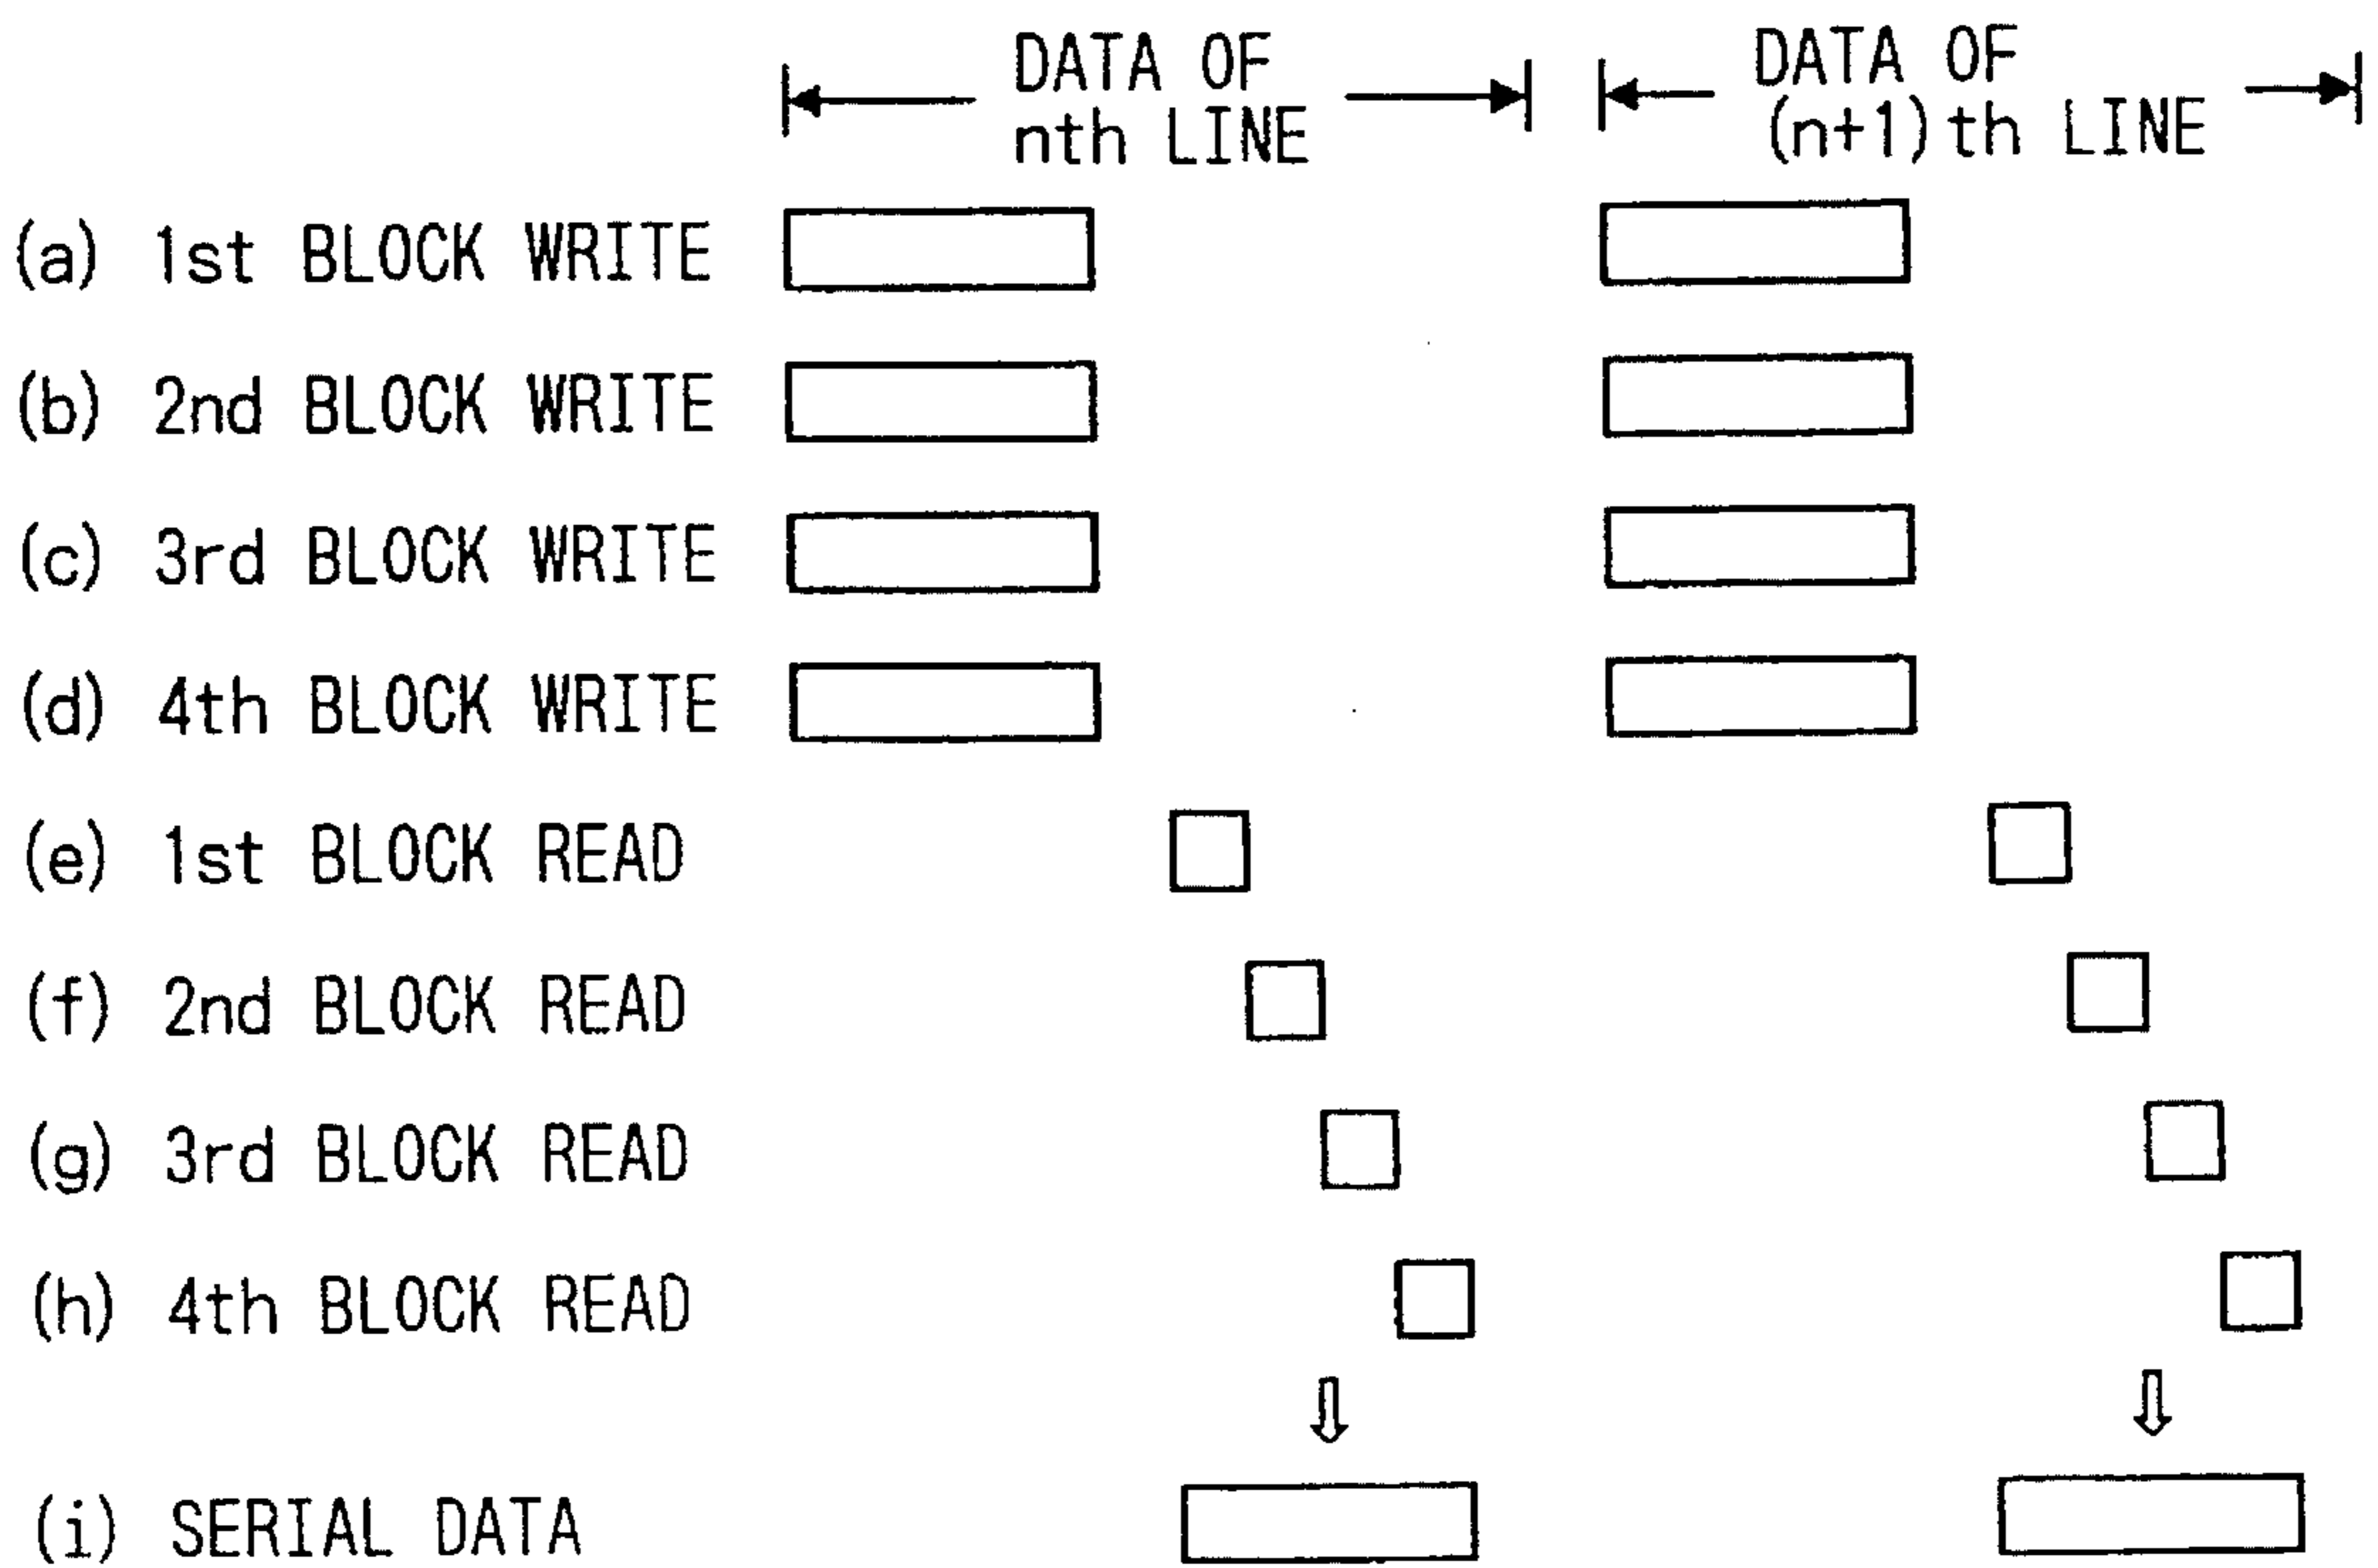 DATA OF
nth LINE
DATA OF
(n+1)th LINE
(a) 1st BLOCK WRITE
(b) 2nd BLOCK WRITE
(c) 3rd BLOCK WRITE
(d) 4th BLOCK WRITE
(e) 1st BLOCK READ
(f) 2nd BLOCK READ
(g) 3rd BLOCK READ
(h) 4th BLOCK READ
(i) SERIAL DATA